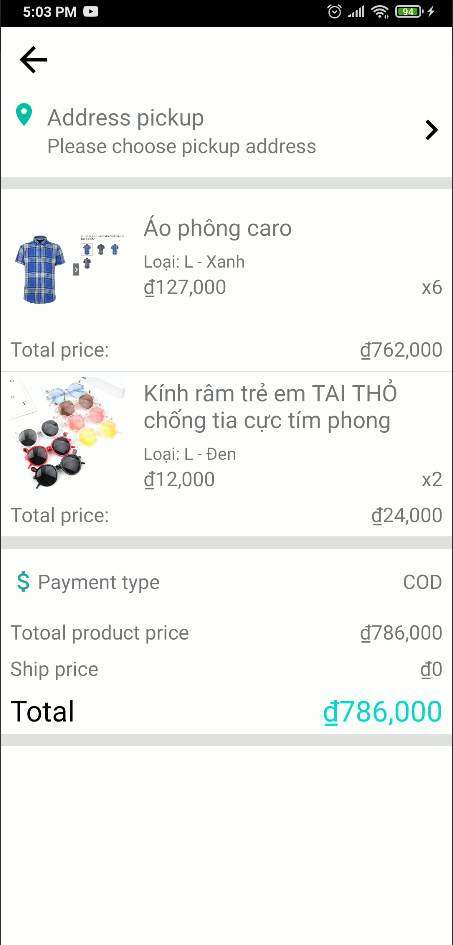 5:03 PM
94
Address pickup
Please choose pickup address
Áo phông caro
Loại: L - Xanh
₫127,000 x6
Total price: ₫762,000
Kính râm trẻ em TAI THỎ
chống tia cực tím phong
Loại: L - Đen
₫12,000 x2
Total price: ₫24,000
$ Payment type COD
Totoal product price ₫786,000
Ship price ₫0
Total ₫786,000